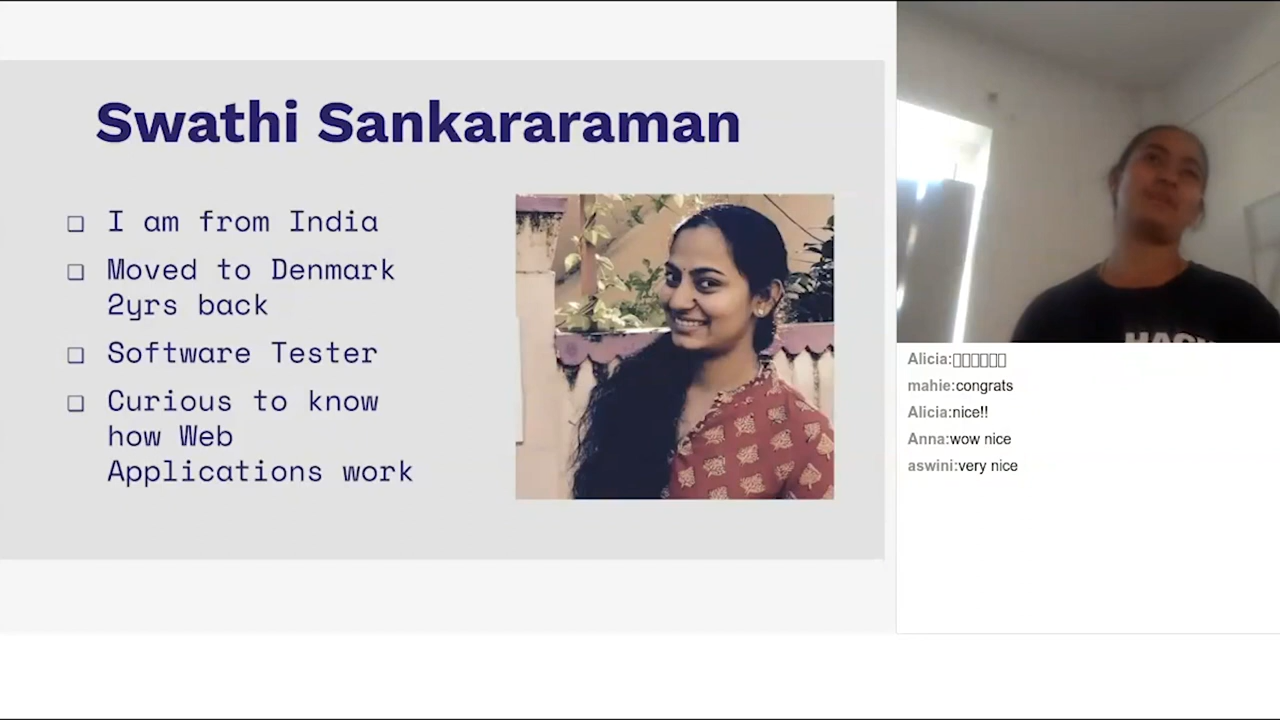 Swathi Sankararaman
❏ I am from India
❏ Moved to Denmark
2yrs back
❏ Software Tester
❏ Curious to know
how Web
Applications work
Alicia:▯▯▯▯▯▯
mahie:congrats
Alicia:nice!!
Anna:wow nice
aswini:very nice